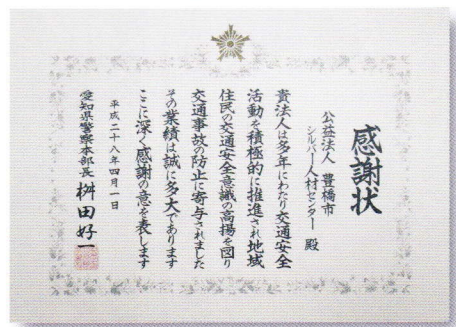 感謝状
公益法人 豊橋市
シルバー人材センター 殿
貴法人は多年にわたり交通安全
活動を積極的に推進され地域
住民の交通安全意識の高揚を図り
交通事故の防止に寄与されました
その業績は誠に多大であります
ここに深く感謝の意を表します
平成二十八年四月一日
愛知県警察本部長 桝田好一